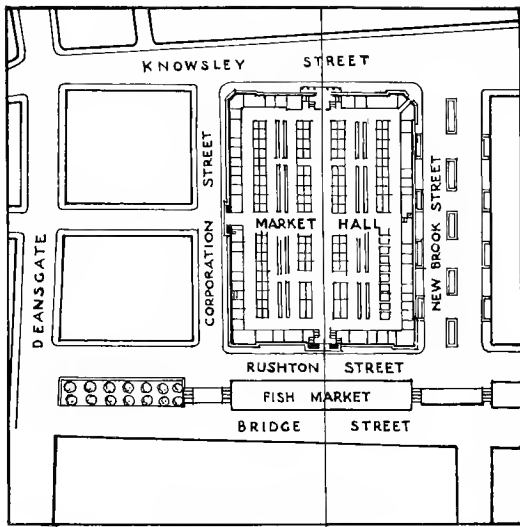 KNOWSLEY STREET
CORPORATION STREET
MARKET HALL
NEW BROOK STREET
DEANSGATE
RUSHTON STREET
FISH MARKET
BRIDGE STREET